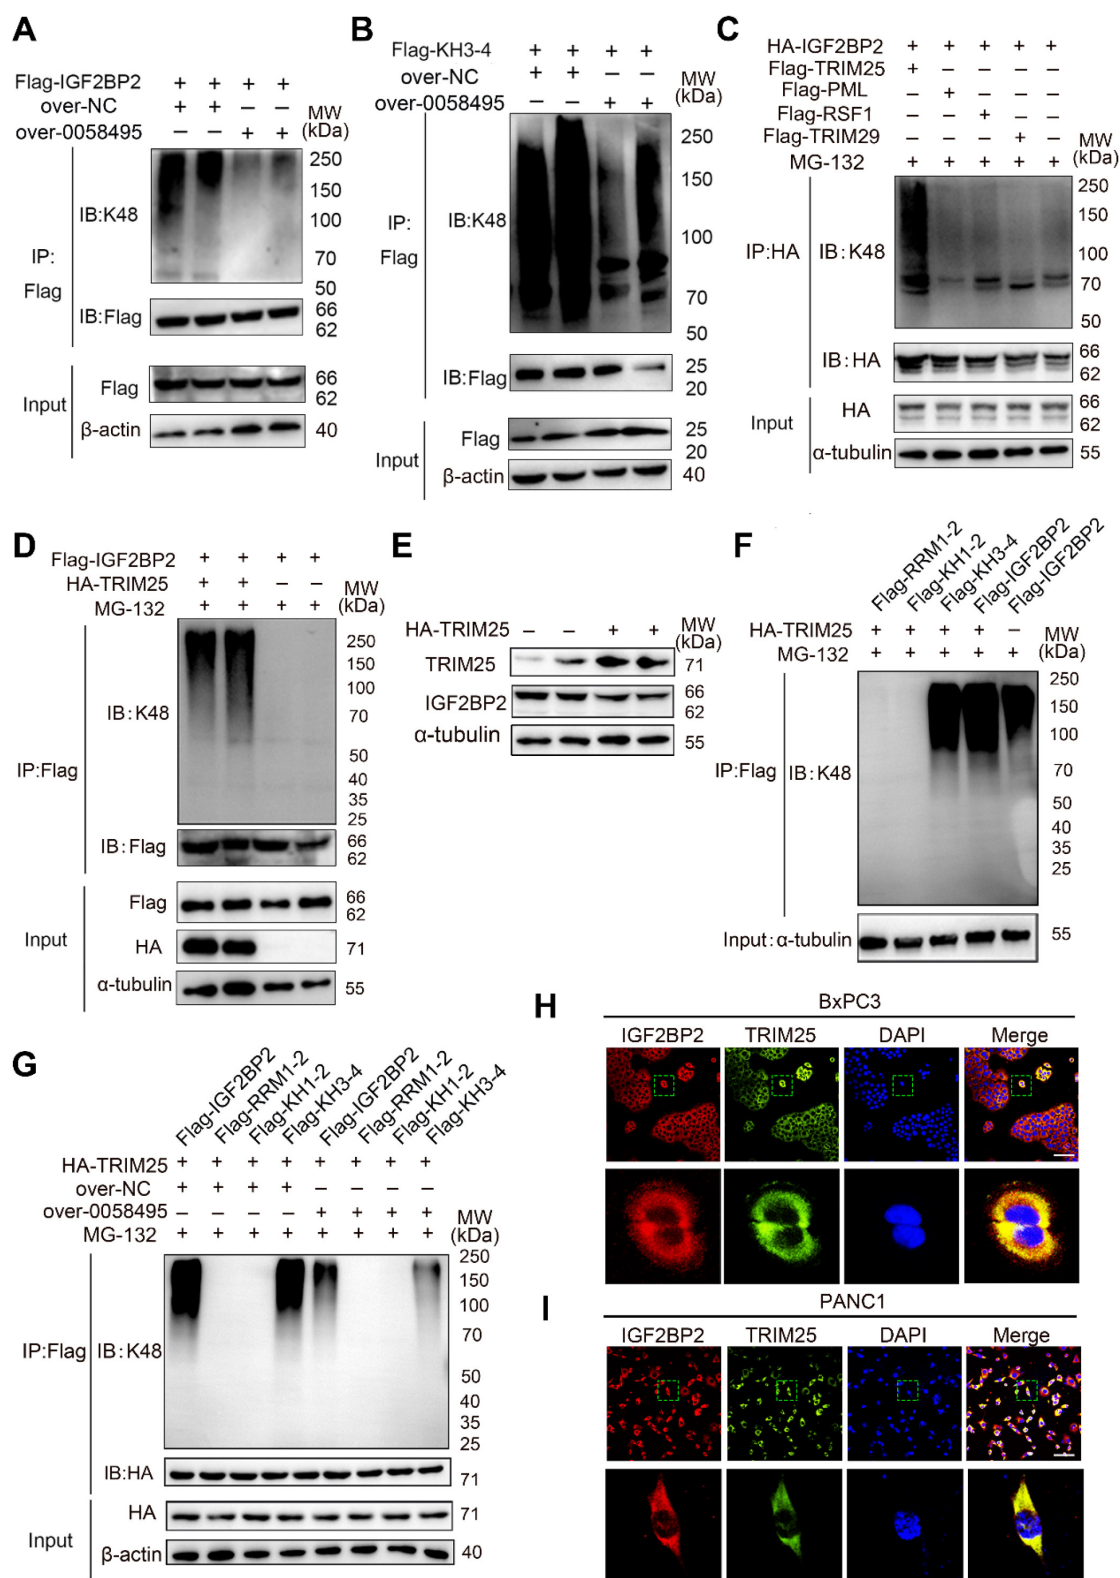 A
Flag-IGF2BP2 + + + +
over-NC + + – –
over-0058495 – – + +
MW (kDa)
IP: Flag
IB:K48
250
150
100
70
50
IB:Flag
66
62
Input
Flag
66
62
β-actin
40
B
Flag-KH3-4 + + + +
over-NC + + – –
over-0058495 – – + +
MW (kDa)
IP: Flag
IB:K48
250
150
100
70
50
IB:Flag
25
20
Input
Flag
25
20
β-actin
40
C
HA-IGF2BP2 + + + + +
Flag-TRIM25 + – – – –
Flag-PML – + – – –
Flag-RSF1 – – + – –
Flag-TRIM29 – – – + –
MG-132 + + + + +
MW (kDa)
IP:HA
IB:K48
250
150
100
70
50
IB:HA
66
62
Input
HA
66
62
α-tubulin
55
D
Flag-IGF2BP2 + + + +
HA-TRIM25 + + – –
MG-132 + + + +
MW (kDa)
IP:Flag
IB:K48
250
150
100
70
50
40
35
25
IB:Flag
66
62
Input
Flag
66
62
HA
71
α-tubulin
55
E
HA-TRIM25 – – + +
MW (kDa)
TRIM25
71
IGF2BP2
66
62
α-tubulin
55
F
Flag-RRM1-2
Flag-KH1-2
Flag-KH3-4
Flag-IGF2BP2
Flag-IGF2BP2
HA-TRIM25 + + + + –
MG-132 + + + + +
MW (kDa)
IP:Flag
IB:K48
250
150
100
70
50
40
35
25
Input:α-tubulin
55
G
Flag-IGF2BP2
Flag-RRM1-2
Flag-KH1-2
Flag-KH3-4
Flag-IGF2BP2
Flag-RRM1-2
Flag-KH1-2
Flag-KH3-4
HA-TRIM25 + + + + + + + +
over-NC + + + + – – – –
over-0058495 – – – – + + + +
MG-132 + + + + + + + +
MW (kDa)
IP:Flag
IB:K48
250
150
100
70
50
40
35
25
IB:HA
71
Input
HA
71
β-actin
40
H
BxPC3
IGF2BP2 TRIM25 DAPI Merge
I
PANC1
IGF2BP2 TRIM25 DAPI Merge